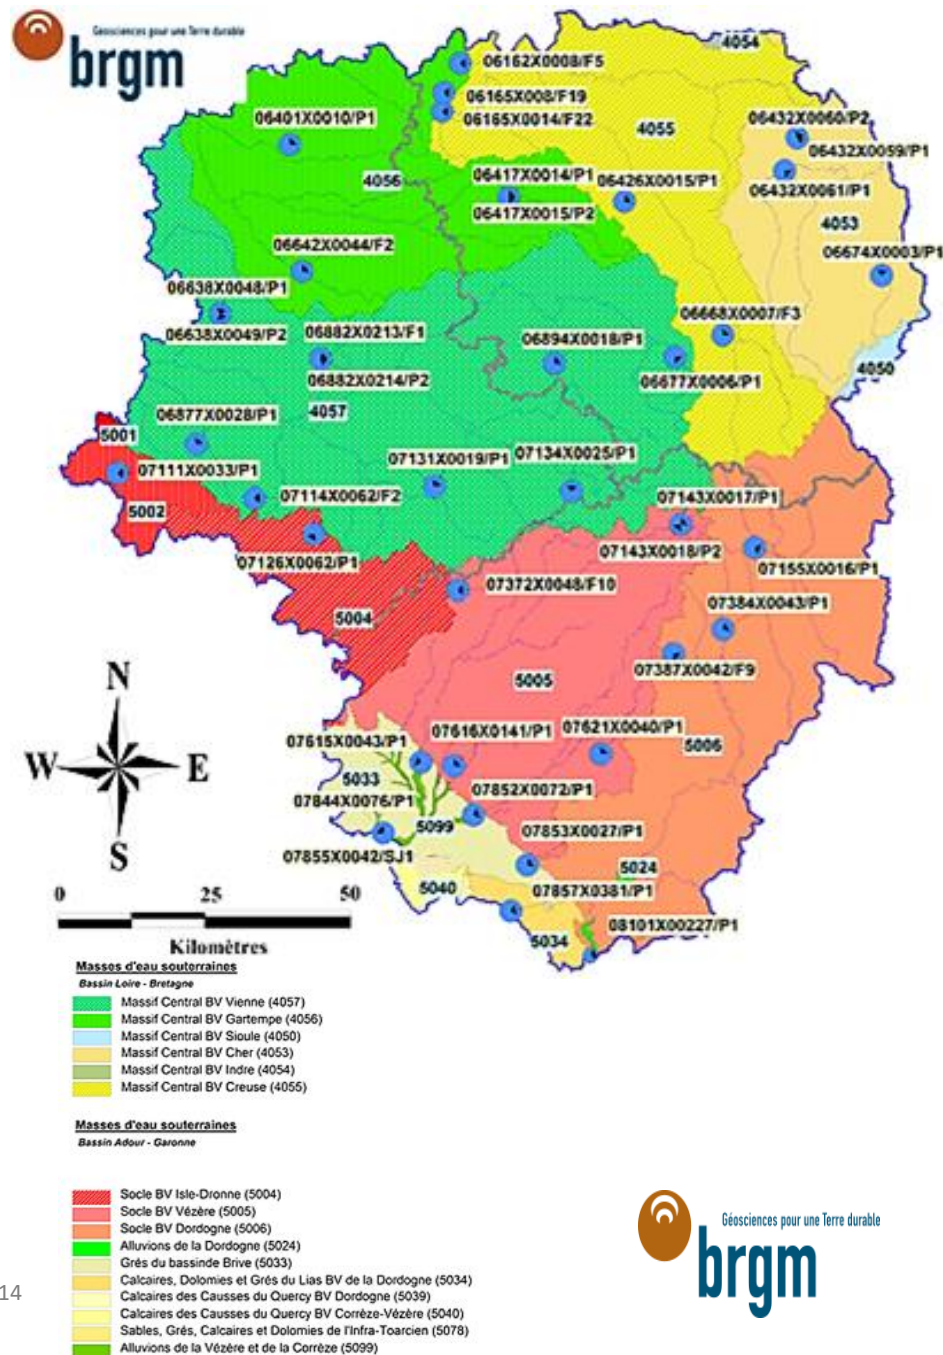 Géosciences pour une Terre durable
brgm
4054
06162X0008/F5
06165X008/F19
06165X0014/F22
06401X0010/P1
4055
06432X0060/P2
06432X0059/P1
06432X0061/P1
4056
06417X0014/P1
06426X0015/P1
06417X0015/P2
4053
06642X0044/F2
06674X0003/P1
06638X0048/P1
06638X0049/P2
06882X0213/F1
06894X0018/P1
06668X0007/F3
06882X0214/P2
06677X0006/P1
4050
4057
06877X0028/P1
5001
07111X0033/P1
07131X0019/P1
07134X0025/P1
5002
07114X0062/F2
07143X0017/P1
07126X0062/P1
07143X0018/P2
07155X0016/P1
07372X0048/F10
07384X0043/P1
5004
07387X0042/F9
5005
N
W
E
S
07615X0043/P1
07616X0141/P1
07621X0040/P1
5006
5033
07844X0076/P1
07852X0072/P1
5099
07853X0027/P1
07855X0042/SJ1
5024
5040
07857X0381/P1
5034
08101X00227/P1
0 25 50
Kilomètres
Masses d'eau souterraines
Bassin Loire - Bretagne
Massif Central BV Vienne (4057)
Massif Central BV Gartempe (4056)
Massif Central BV Sioule (4050)
Massif Central BV Cher (4053)
Massif Central BV Indre (4054)
Massif Central BV Creuse (4055)
Masses d'eau souterraines
Bassin Adour - Garonne
Socle BV Isle-Dronne (5004)
Socle BV Vézère (5005)
Socle BV Dordogne (5006)
Alluvions de la Dordogne (5024)
Grés du bassinde Brive (5033)
Calcaires, Dolomies et Grés du Lias BV de la Dordogne (5034)
Calcaires des Causses du Quercy BV Dordogne (5039)
Calcaires des Causses du Quercy BV Corrèze-Vézère (5040)
Sables, Grés, Calcaires et Dolomies de l'Infra-Toarcien (5078)
Alluvions de la Vézère et de la Corrèze (5099)
Géosciences pour une Terre durable
brgm
14